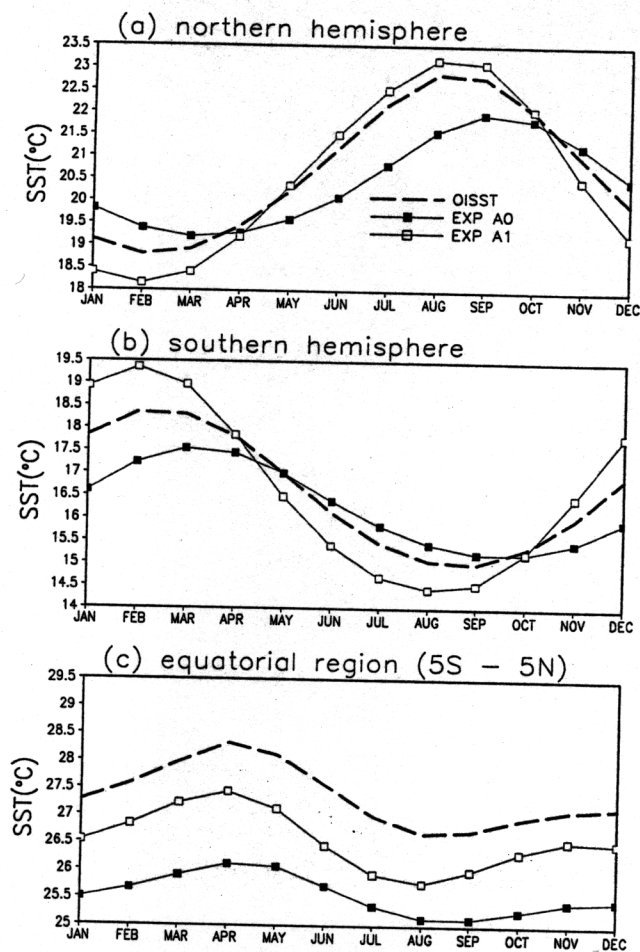 (a) northern hemisphere
SST(°C)
23.5
23
22.5
22
21.5
21
20.5
20
19.5
19
18.5
18
OISST
EXP A0
EXP A1
JAN FEB MAR APR MAY JUN JUL AUG SEP OCT NOV DEC
(b) southern hemisphere
SST(°C)
19.5
19
18.5
18
17.5
17
16.5
16
15.5
15
14.5
14
JAN FEB MAR APR MAY JUN JUL AUG SEP OCT NOV DEC
(c) equatorial region (5S – 5N)
SST(°C)
29.5
29
28.5
28
27.5
27
26.5
26
25.5
25
JAN FEB MAR APR MAY JUN JUL AUG SEP OCT NOV DEC